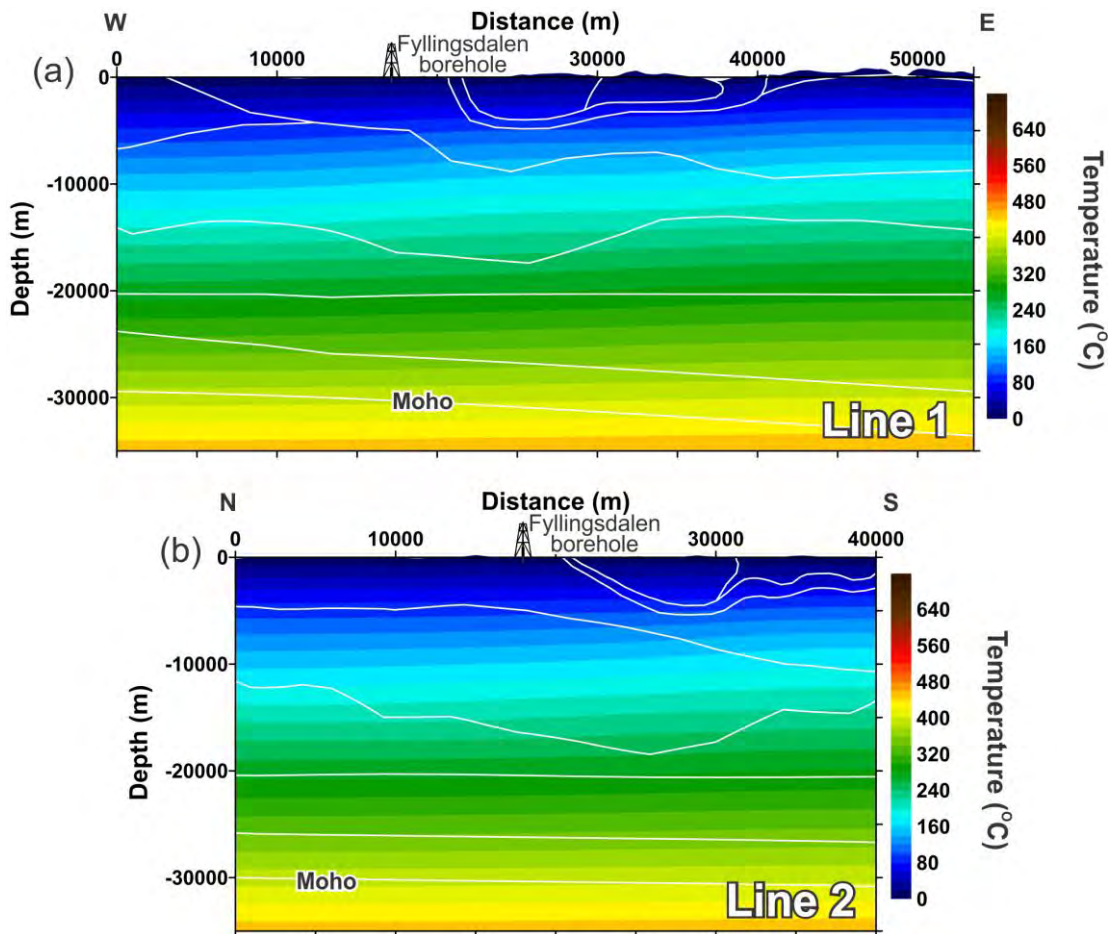 W
Distance (m)
E
0
10000
Fyllingsdalen
borehole
30000
40000
50000
(a)
0
-10000
-20000
-30000
Depth (m)
Moho
Line 1
640
560
480
400
320
240
160
80
0
Temperature (°C)
N
Distance (m)
S
0
10000
Fyllingsdalen
borehole
30000
40000
(b)
0
-10000
-20000
-30000
Depth (m)
Moho
Line 2
640
560
480
400
320
240
160
80
0
Temperature (°C)